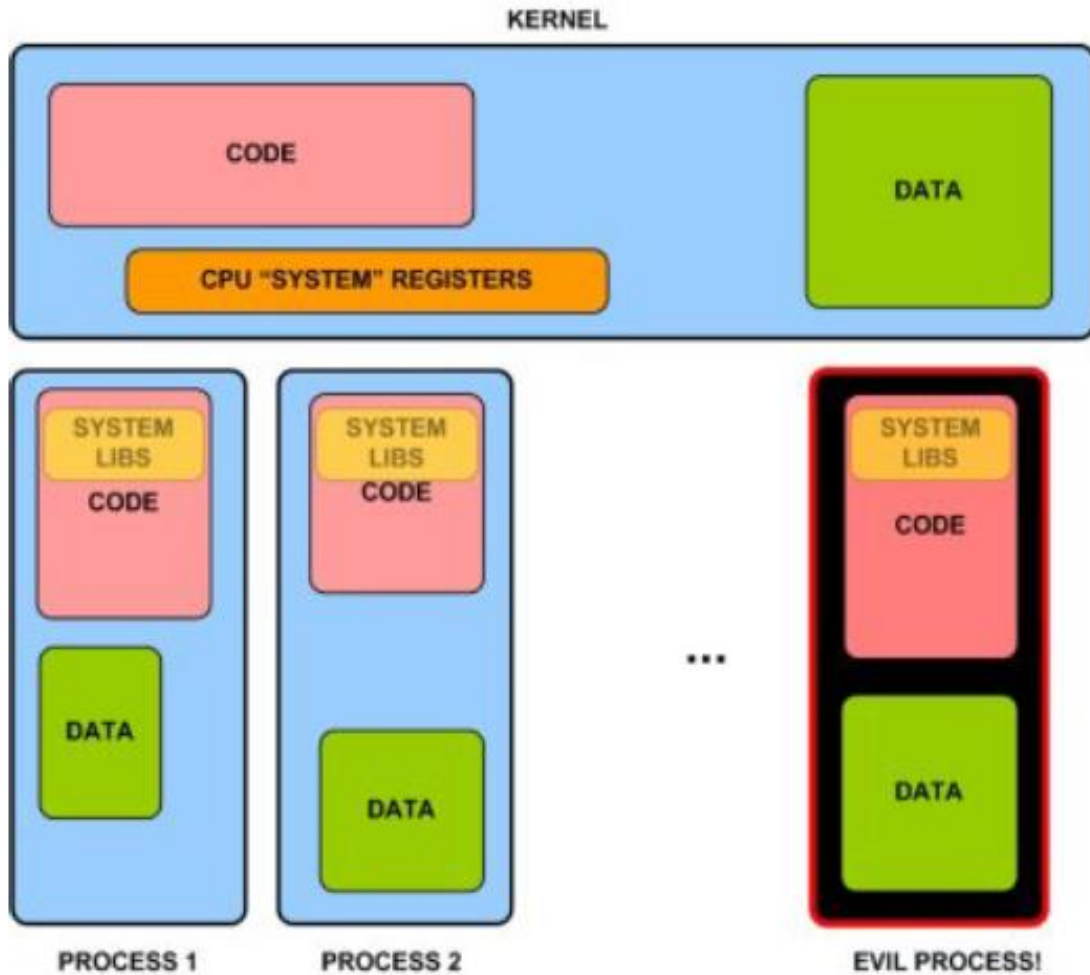 KERNEL
CODE
DATA
CPU “SYSTEM” REGISTERS
SYSTEM
LIBS
CODE
DATA
PROCESS 1
SYSTEM
LIBS
CODE
DATA
PROCESS 2
...
SYSTEM
LIBS
CODE
DATA
EVIL PROCESS!